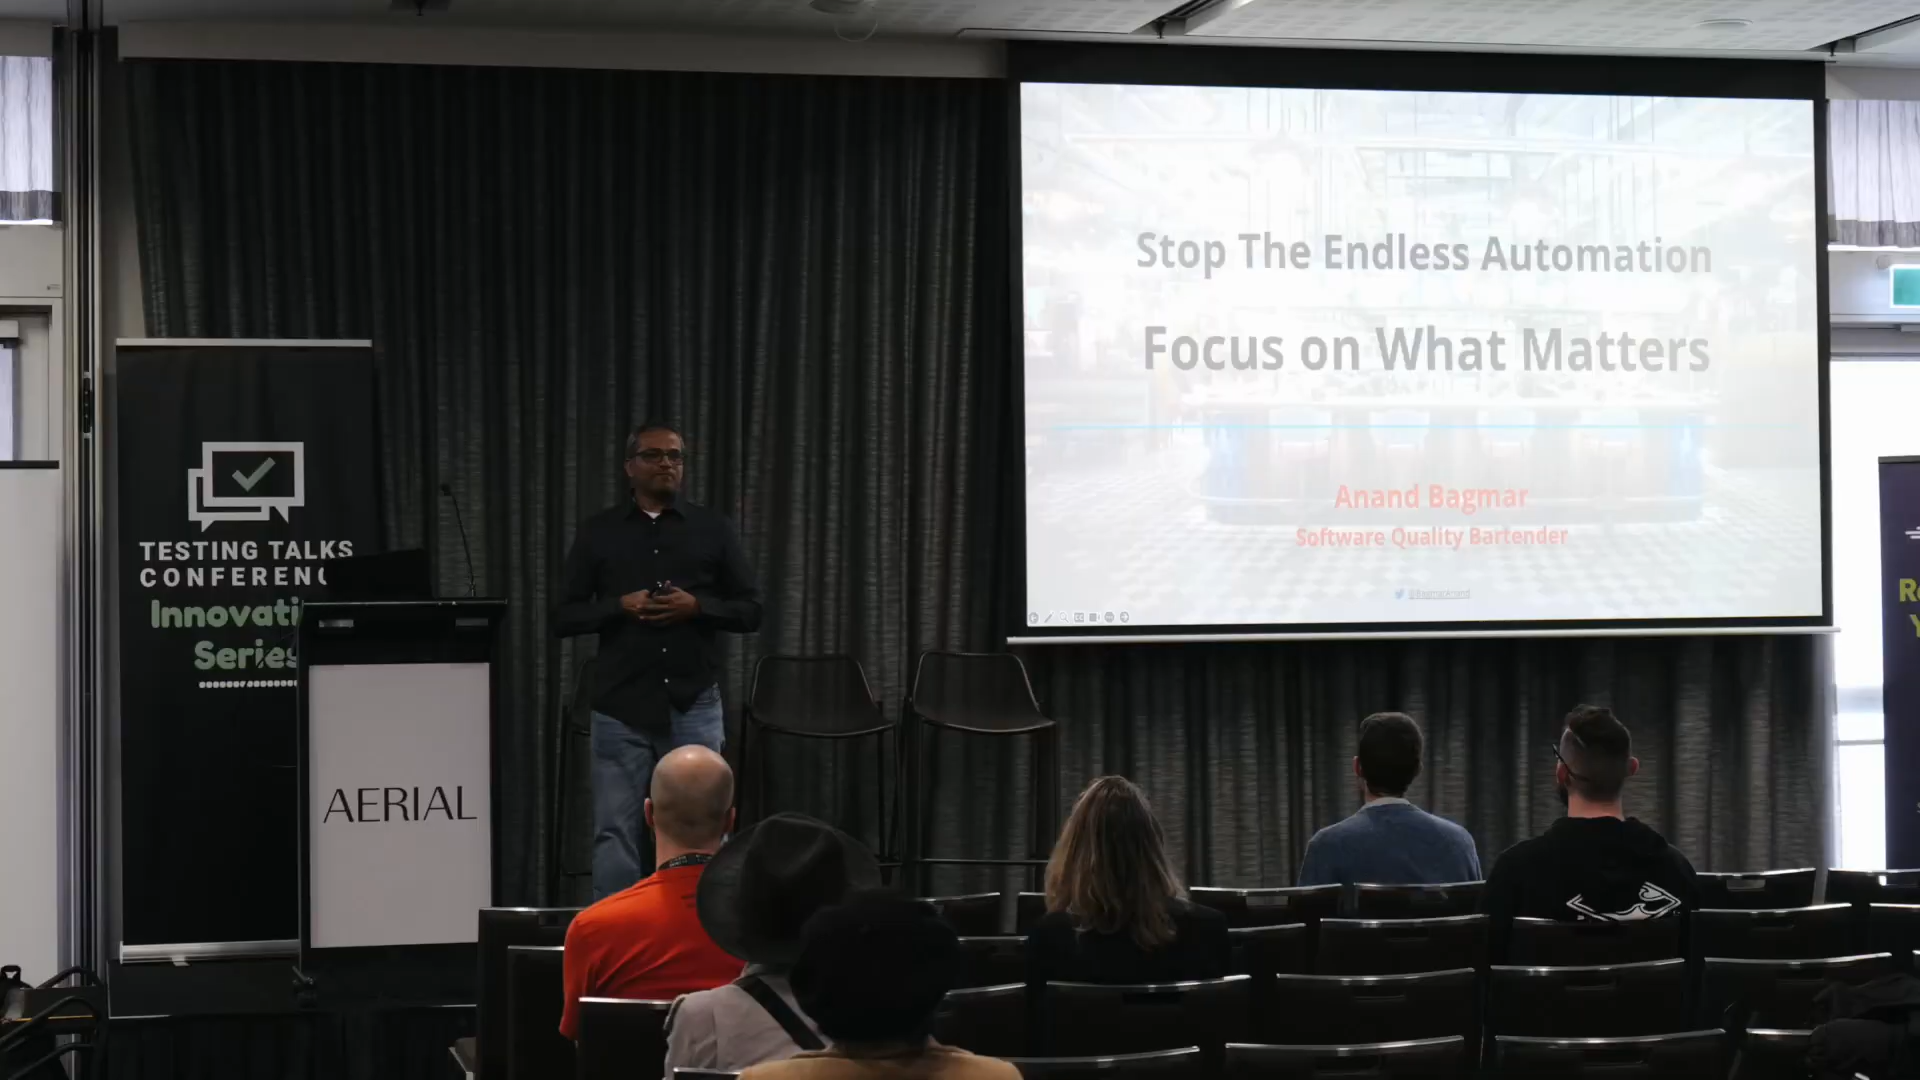 Stop The Endless Automation
Focus on What Matters
Anand Bagmar
Software Quality Bartender
@BagmarAnand
TESTING TALKS
CONFERENC
Innovati
Series
AERIAL